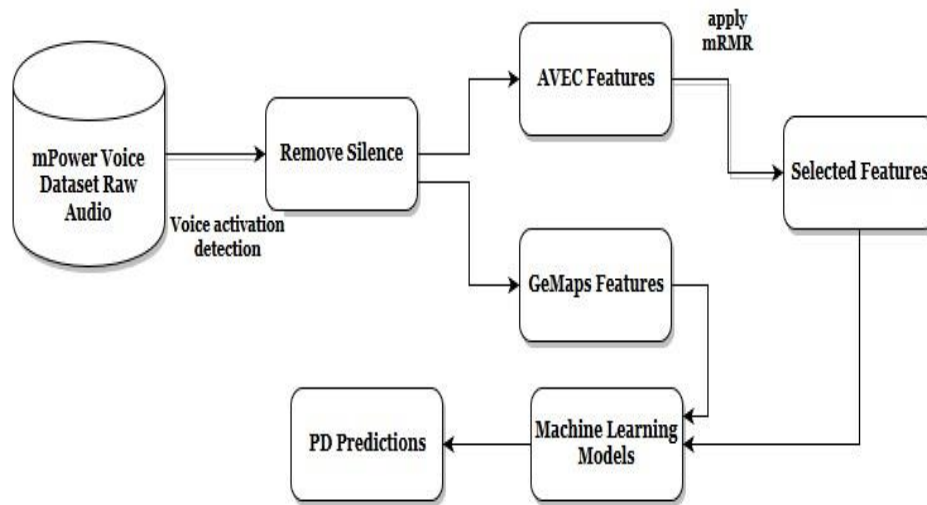 mPower Voice
Dataset Raw
Audio
Voice activation
detection
Remove Silence
AVEC Features
apply
mRMR
Selected Features
GeMaps Features
Machine Learning
Models
PD Predictions